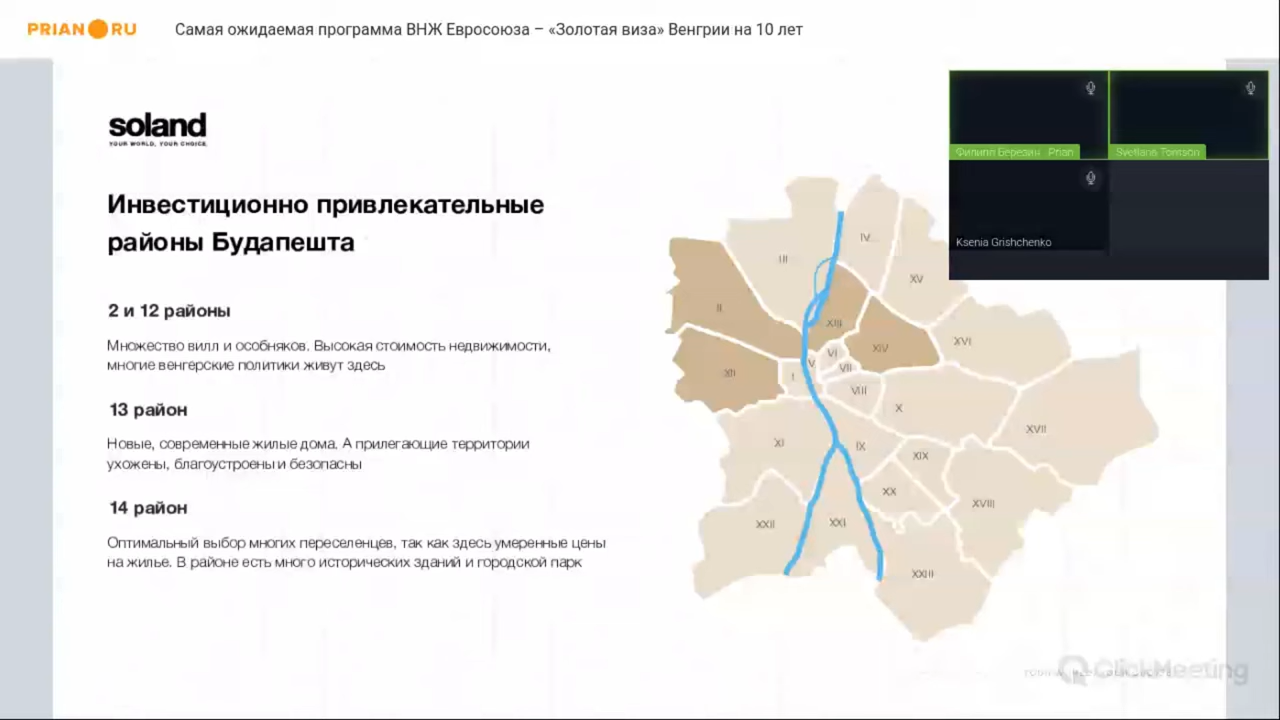 PRIAN RU
Самая ожидаемая программа ВНЖ Евросоюза – «Золотая виза» Венгрии на 10 лет
soland
YOUR WORLD, YOUR CHOICE.
Инвестиционно привлекательные
районы Будапешта
2 и 12 районы
Множество вилл и особняков. Высокая стоимость недвижимости,
многие венгерские политики живут здесь
13 район
Новые, современные жилые дома. А прилегающие территории
ухожены, благоустроены и безопасны
14 район
Оптимальный выбор многих переселенцев, так как здесь умеренные цены
на жилье. В районе есть много исторических зданий и городской парк
Филипп Березин . Prian
Svetlana Tomson
Ksenia Grishchenko
IV
III
XV
II
XIII
XIV
XVI
VI
V
VII
XII
I
VIII
X
XVII
XI
IX
XIX
XX
XVIII
XXII
XXI
XXIII
ClickMeeting